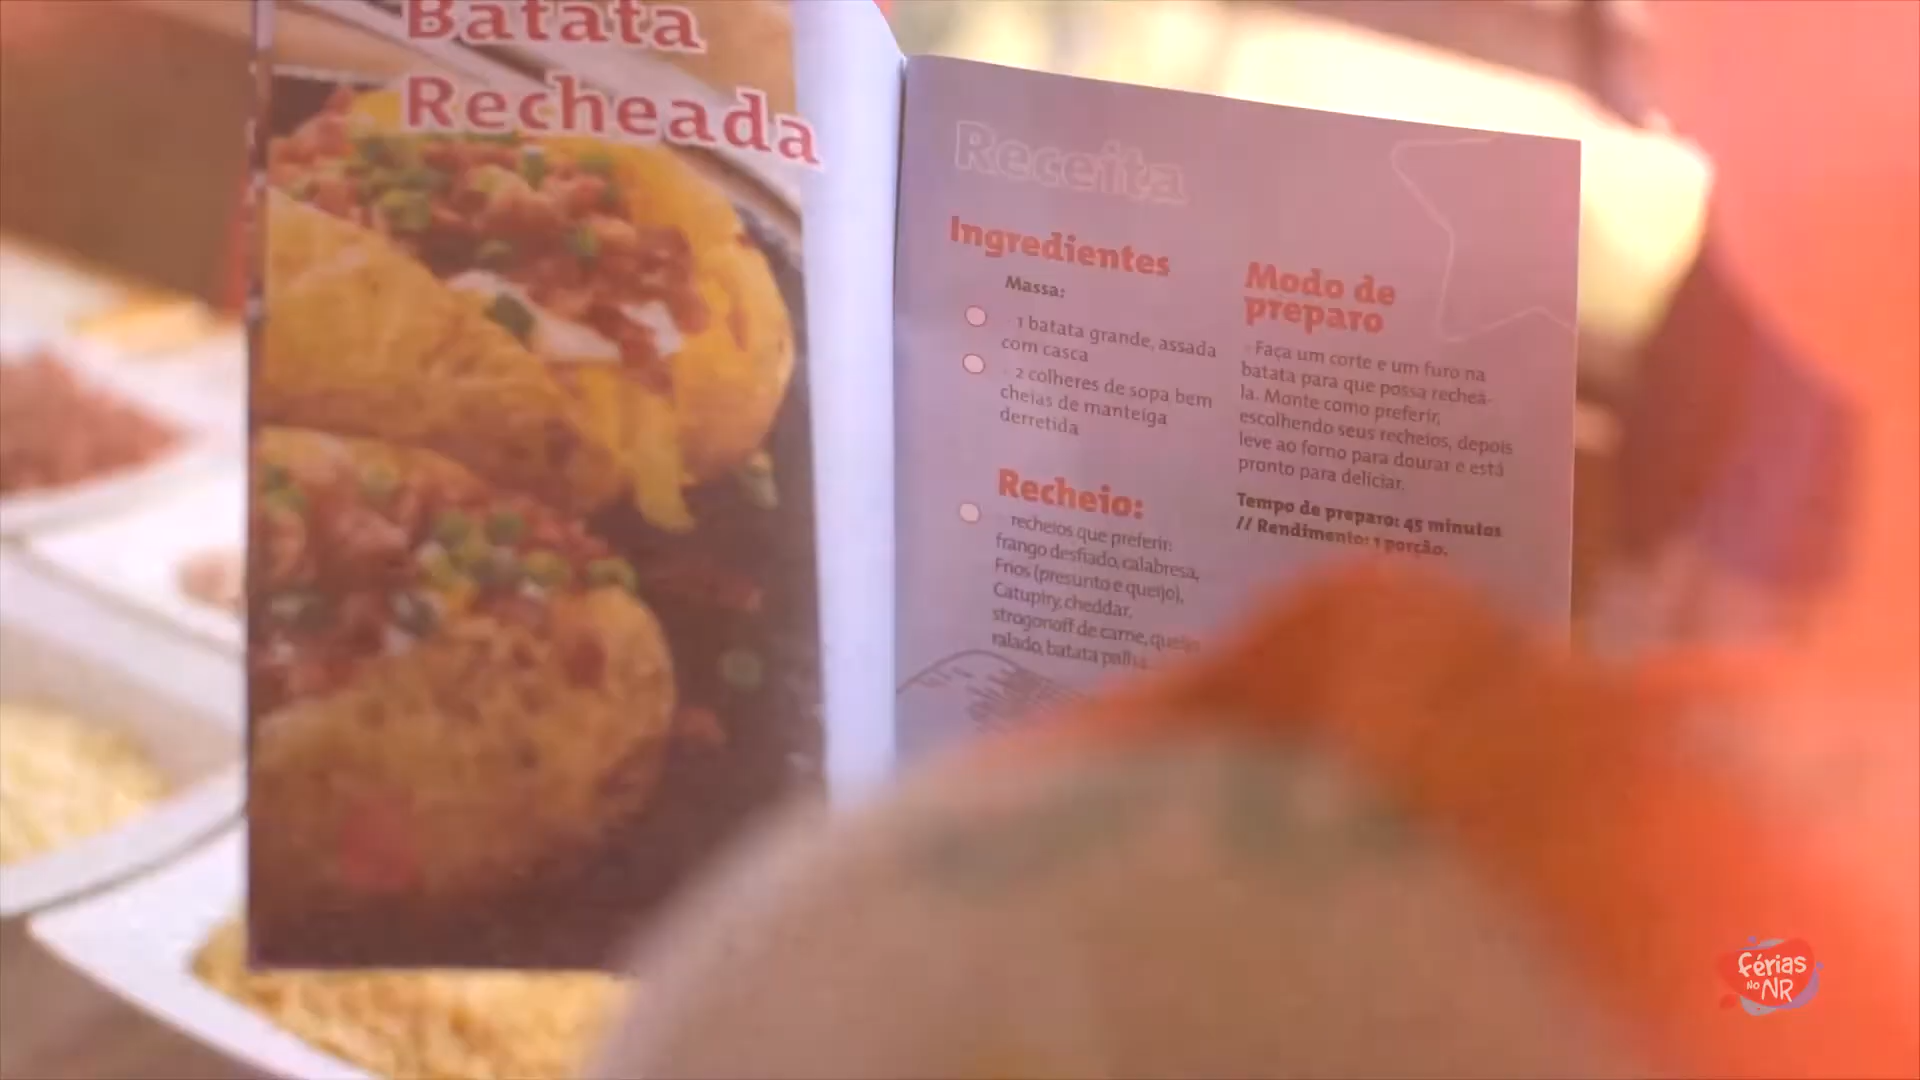 Batata
Recheada
Receita
Ingredientes
Massa:
1 batata grande, assada
com casca
2 colheres de sopa bem
cheias de manteiga
derretida
Recheio:
recheios que preferir:
frango desfiado, calabresa,
Frios (presunto e queijo),
Catupiry, cheddar,
strogonoff de carne, queijo
ralado, batata palha
Modo de
preparo
Faça um corte e um furo na
batata para que possa rechea-
la. Monte como preferir,
escolhendo seus recheios, depois
leve ao forno para dourar e está
pronto para deliciar.
Tempo de preparo: 45 minutos
// Rendimento: 1 porção.
férias
NO NR